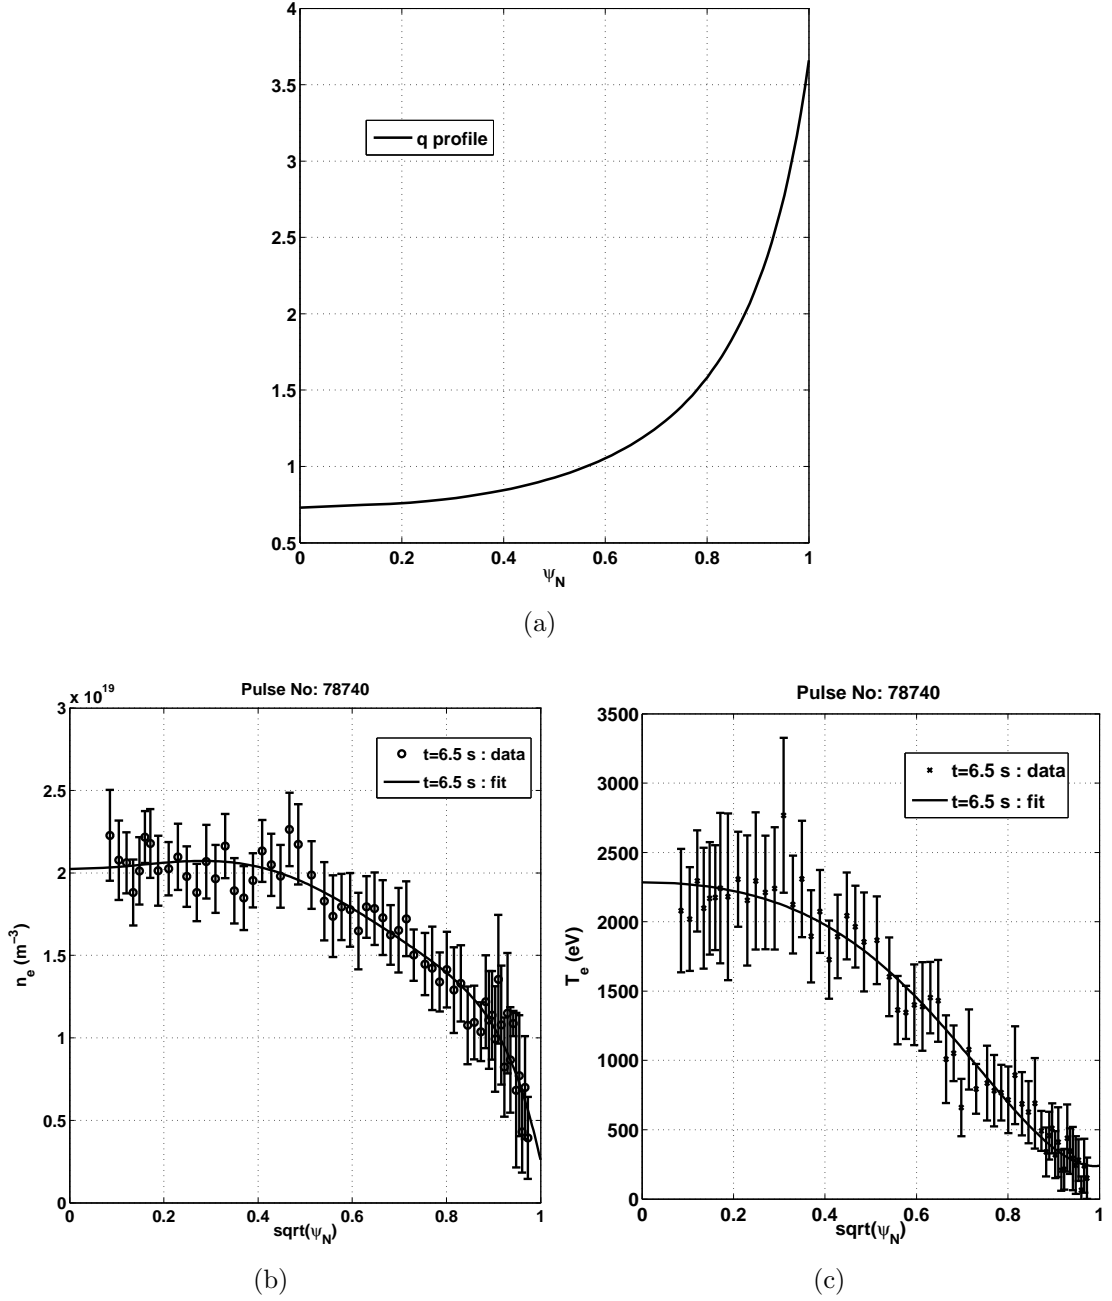 4
3.5
3
2.5
2
1.5
1
0.5
q profile
0 0.2 0.4 0.6 0.8 1
ψN
(a)
Pulse No: 78740
x 10^19
3
2.5
2
1.5
1
0.5
0
n_e (m^−3)
t=6.5 s : data
t=6.5 s : fit
0 0.2 0.4 0.6 0.8 1
sqrt(ψN)
(b)
Pulse No: 78740
3500
3000
2500
2000
1500
1000
500
0
T_e (eV)
t=6.5 s : data
t=6.5 s : fit
0 0.2 0.4 0.6 0.8 1
sqrt(ψN)
(c)